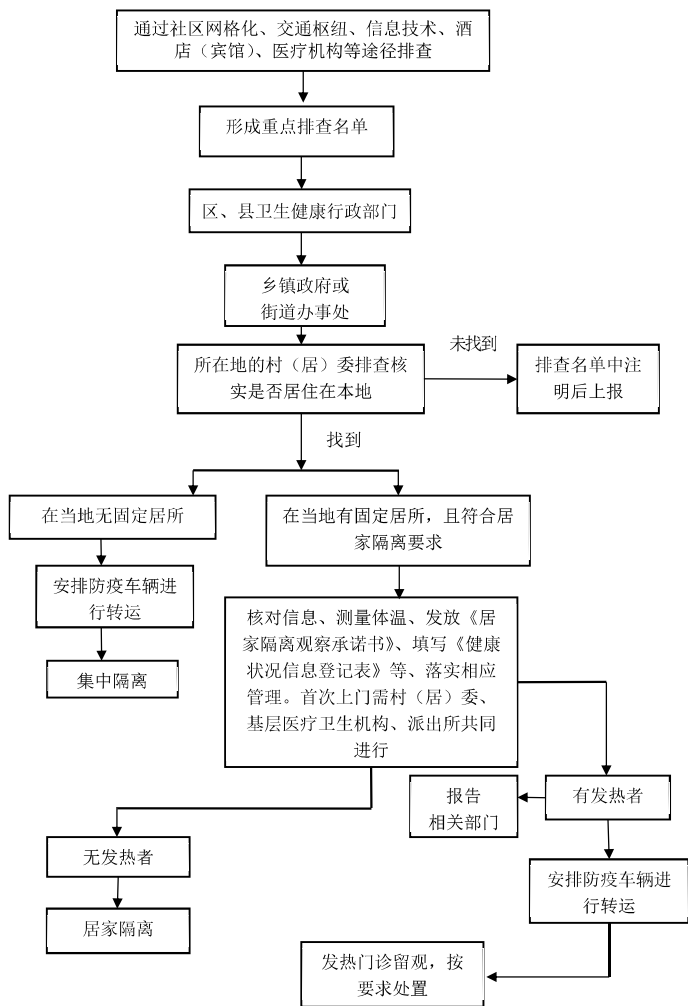 通过社区网格化、交通枢纽、信息技术、酒
店（宾馆）、医疗机构等途径排查
形成重点排查名单
区、县卫生健康行政部门
乡镇政府或
街道办事处
所在地的村（居）委排查核
实是否居住在本地
未找到
排查名单中注
明后上报
找到
在当地无固定居所
在当地有固定居所，且符合居
家隔离要求
安排防疫车辆进
行转运
集中隔离
核对信息、测量体温、发放《居
家隔离观察承诺书》、填写《健康
状况信息登记表》等、落实相应
管理。首次上门需村（居）委、
基层医疗卫生机构、派出所共同
进行
有发热者
报告
相关部门
无发热者
居家隔离
安排防疫车辆进
行转运
发热门诊留观，按
要求处置